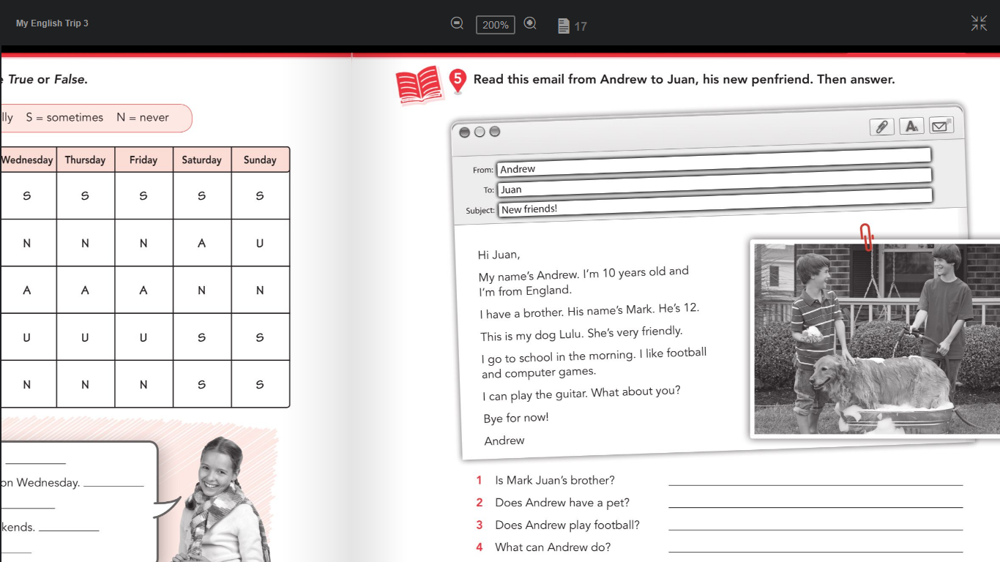 My English Trip 3
200%
17
True or False.
lly S = sometimes N = never
Wednesday Thursday Friday Saturday Sunday
S S S S S
N N N A U
A A A N N
U U U S S
N N N S S
on Wednesday.
kends.
5 Read this email from Andrew to Juan, his new penfriend. Then answer.
A
From: Andrew
To: Juan
Subject: New friends!
Hi Juan,
My name's Andrew. I'm 10 years old and
I'm from England.
I have a brother. His name's Mark. He's 12.
This is my dog Lulu. She's very friendly.
I go to school in the morning. I like football
and computer games.
I can play the guitar. What about you?
Bye for now!
Andrew
1 Is Mark Juan's brother?
2 Does Andrew have a pet?
3 Does Andrew play football?
4 What can Andrew do?